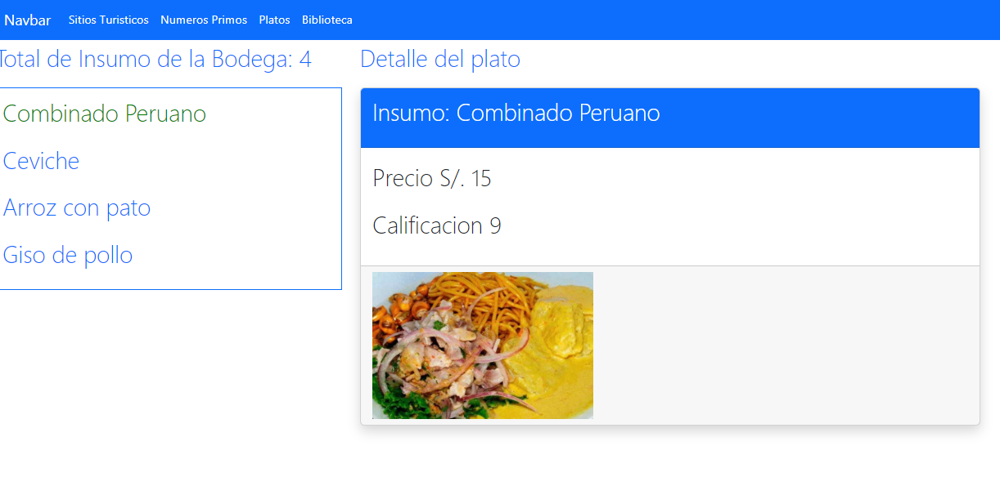 Navbar Sitios Turisticos Numeros Primos Platos Biblioteca
Total de Insumo de la Bodega: 4
Combinado Peruano
Ceviche
Arroz con pato
Giso de pollo
Detalle del plato
Insumo: Combinado Peruano
Precio S/. 15
Calificacion 9